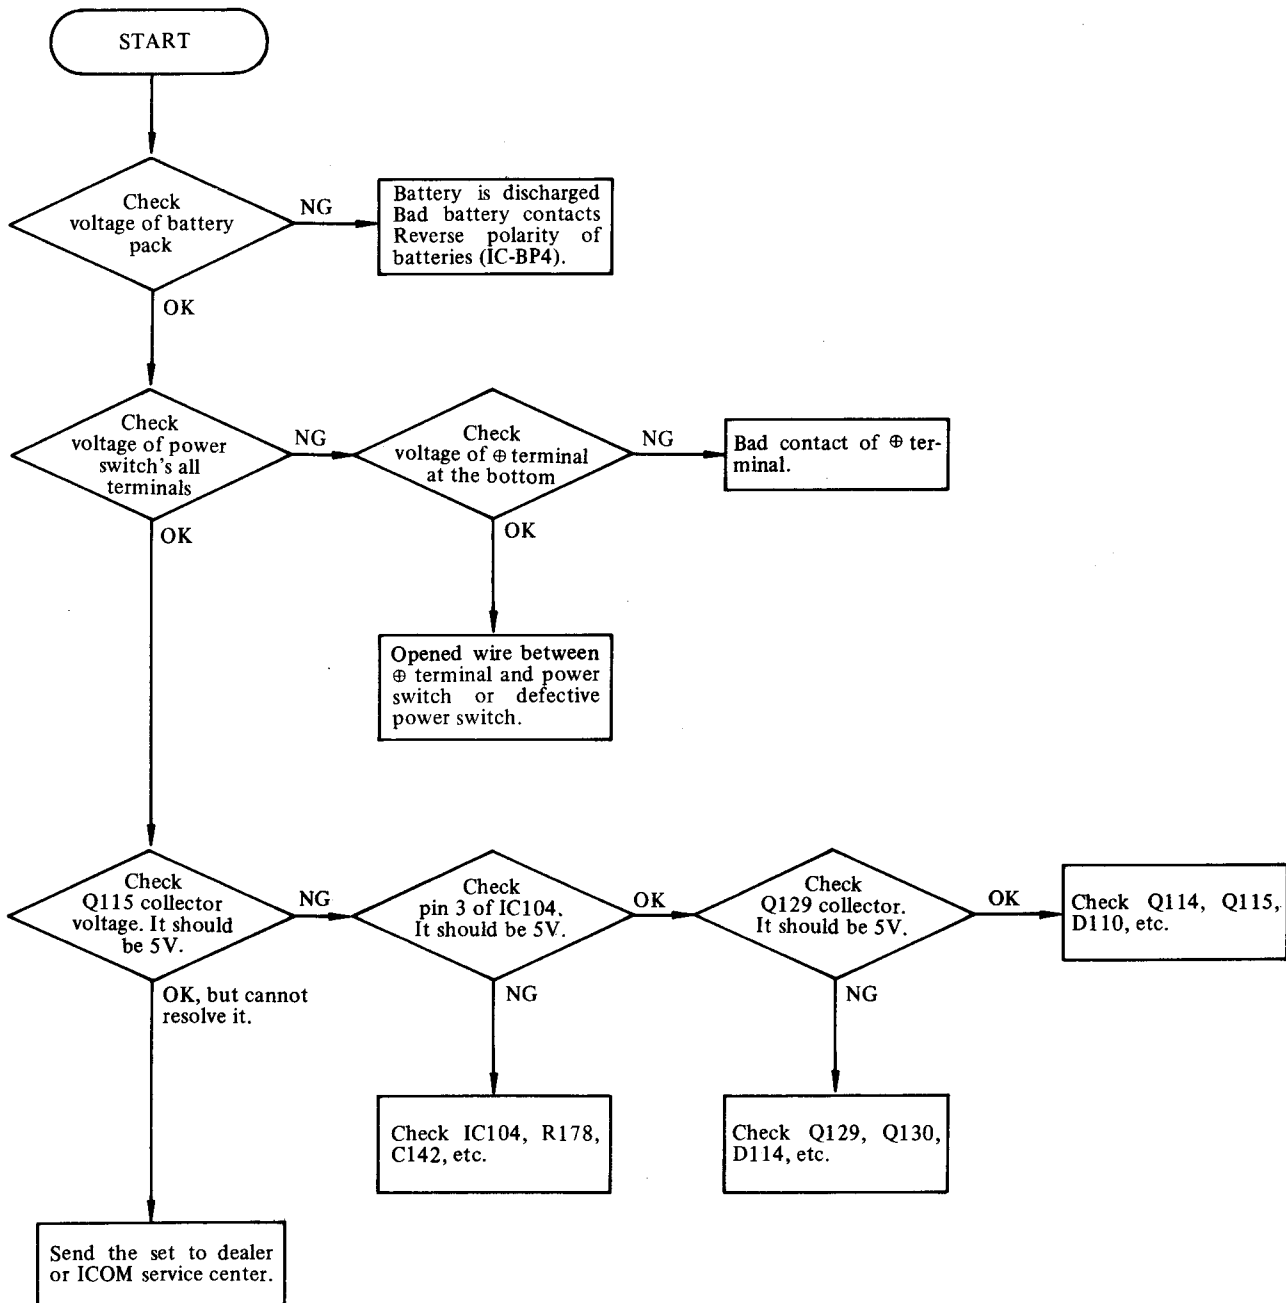 START
Check
voltage of battery
pack
NG
Battery is discharged
Bad battery contacts
Reverse polarity of
batteries (IC-BP4).
OK
Check
voltage of power
switch's all
terminals
NG
Check
voltage of ⊕ terminal
at the bottom
NG
Bad contact of ⊕ ter-
minal.
OK
OK
Opened wire between
⊕ terminal and power
switch or defective
power switch.
Check
Q115 collector
voltage. It should
be 5V.
NG
Check
pin 3 of IC104.
It should be 5V.
OK
Check
Q129 collector.
It should be 5V.
OK
Check Q114, Q115,
D110, etc.
OK, but cannot
resolve it.
NG
NG
Check IC104, R178,
C142, etc.
Check Q129, Q130,
D114, etc.
Send the set to dealer
or ICOM service center.